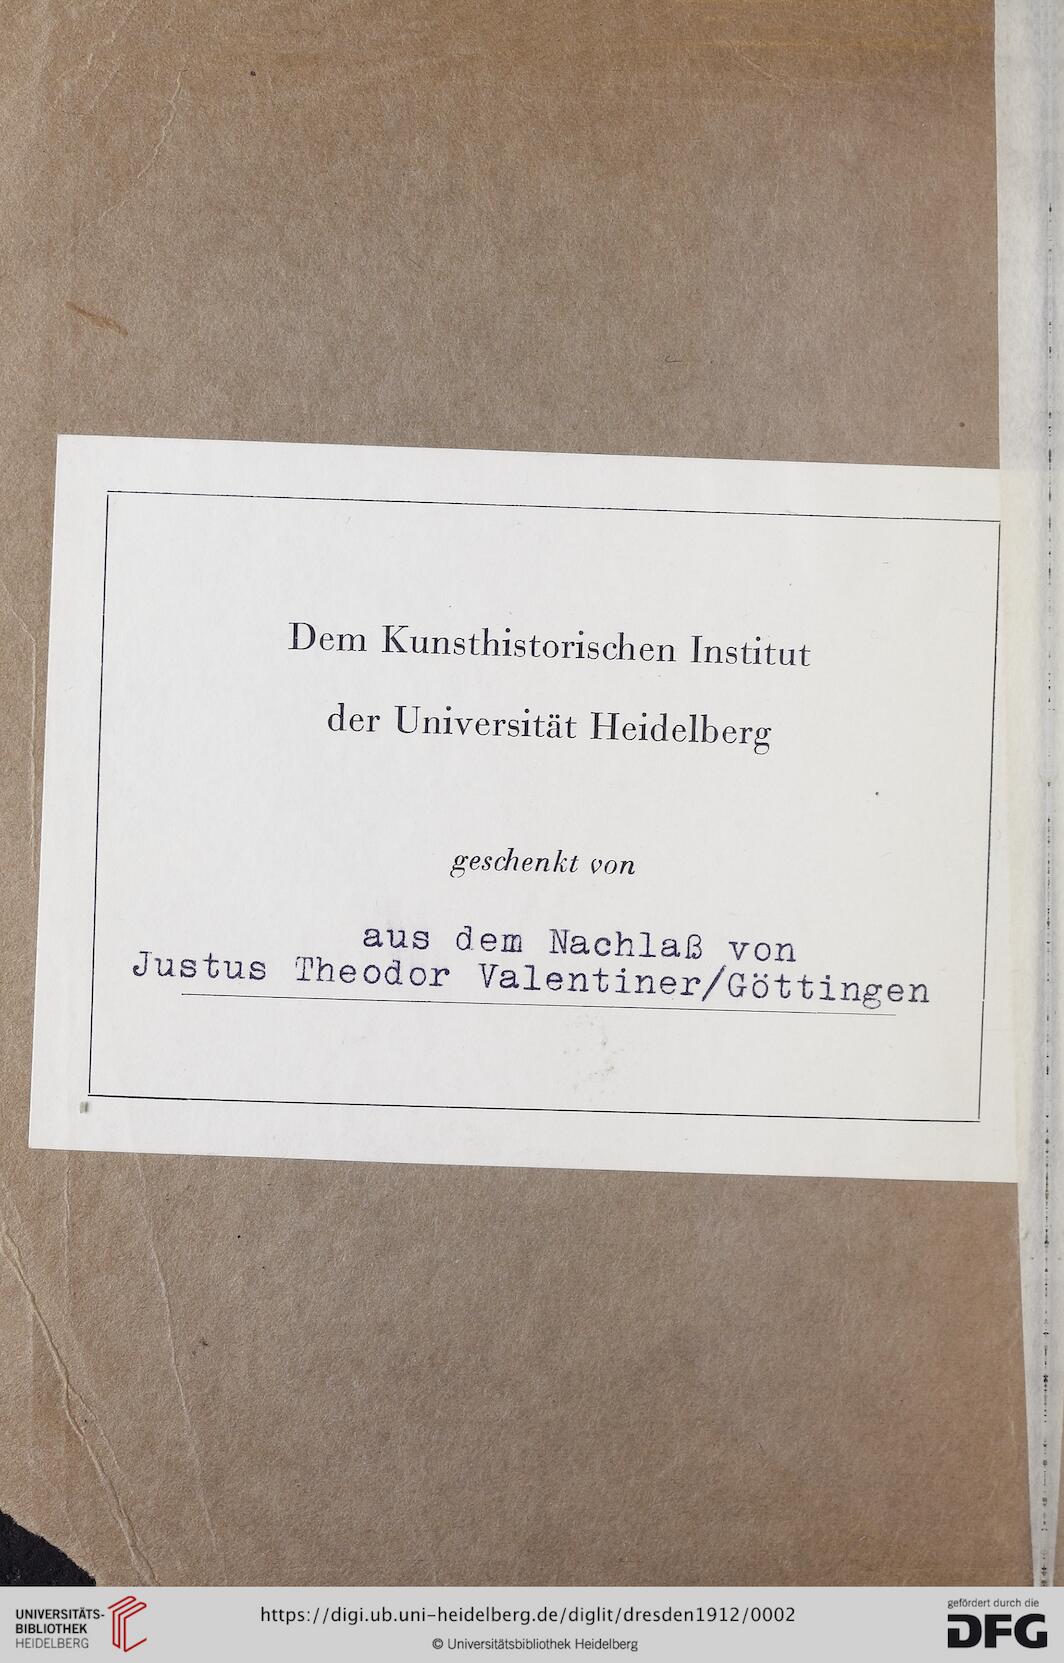 Dem Kunsthistorischen Institut
der Universität Heidelberg
geschenkt von
aus dem Nachlaß von
Justus Theodor Valentiner/Göttingen
UNIVERSITÄTS-
BIBLIOTHEK
HEIDELBERG
https://digi.ub.uni-heidelberg.de/diglit/dresden1912/0002
© Universitätsbibliothek Heidelberg
gefördert durch die
DFG